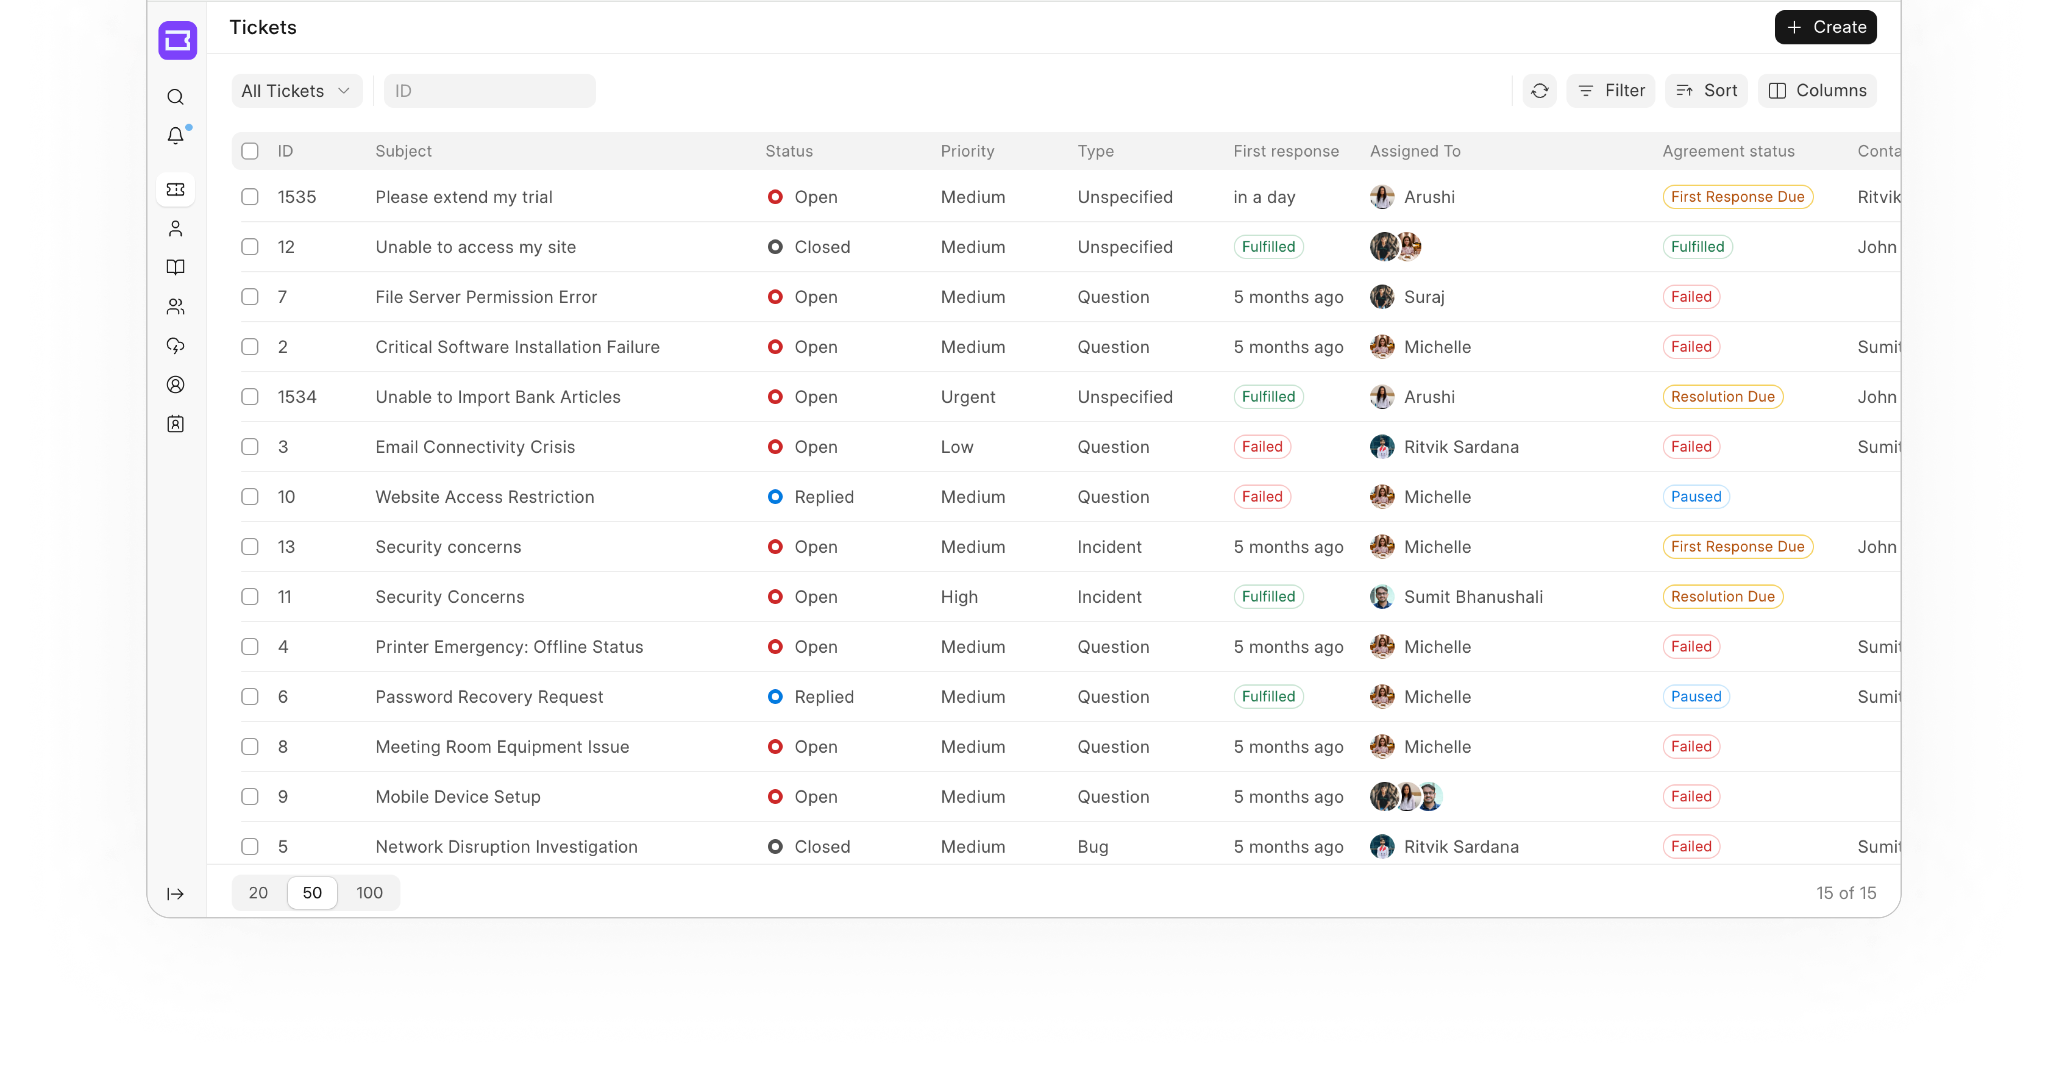 Tickets
Create
All Tickets ID Filter Sort Columns
ID Subject Status Priority Type First response Assigned To Agreement status Conta
1535 Please extend my trial Open Medium Unspecified in a day Arushi First Response Due Ritvik
12 Unable to access my site Closed Medium Unspecified Fulfilled Fulfilled John
7 File Server Permission Error Open Medium Question 5 months ago Suraj Failed
2 Critical Software Installation Failure Open Medium Question 5 months ago Michelle Failed Sumit
1534 Unable to Import Bank Articles Open Urgent Unspecified Fulfilled Arushi Resolution Due John
3 Email Connectivity Crisis Open Low Question Failed Ritvik Sardana Failed Sumit
10 Website Access Restriction Replied Medium Question Failed Michelle Paused
13 Security concerns Open Medium Incident 5 months ago Michelle First Response Due John
11 Security Concerns Open High Incident Fulfilled Sumit Bhanushali Resolution Due
4 Printer Emergency: Offline Status Open Medium Question 5 months ago Michelle Failed Sumit
6 Password Recovery Request Replied Medium Question Fulfilled Michelle Paused Sumit
8 Meeting Room Equipment Issue Open Medium Question 5 months ago Michelle Failed
9 Mobile Device Setup Open Medium Question 5 months ago Failed
5 Network Disruption Investigation Closed Medium Bug 5 months ago Ritvik Sardana Failed Sumit
20 50 100 15 of 15